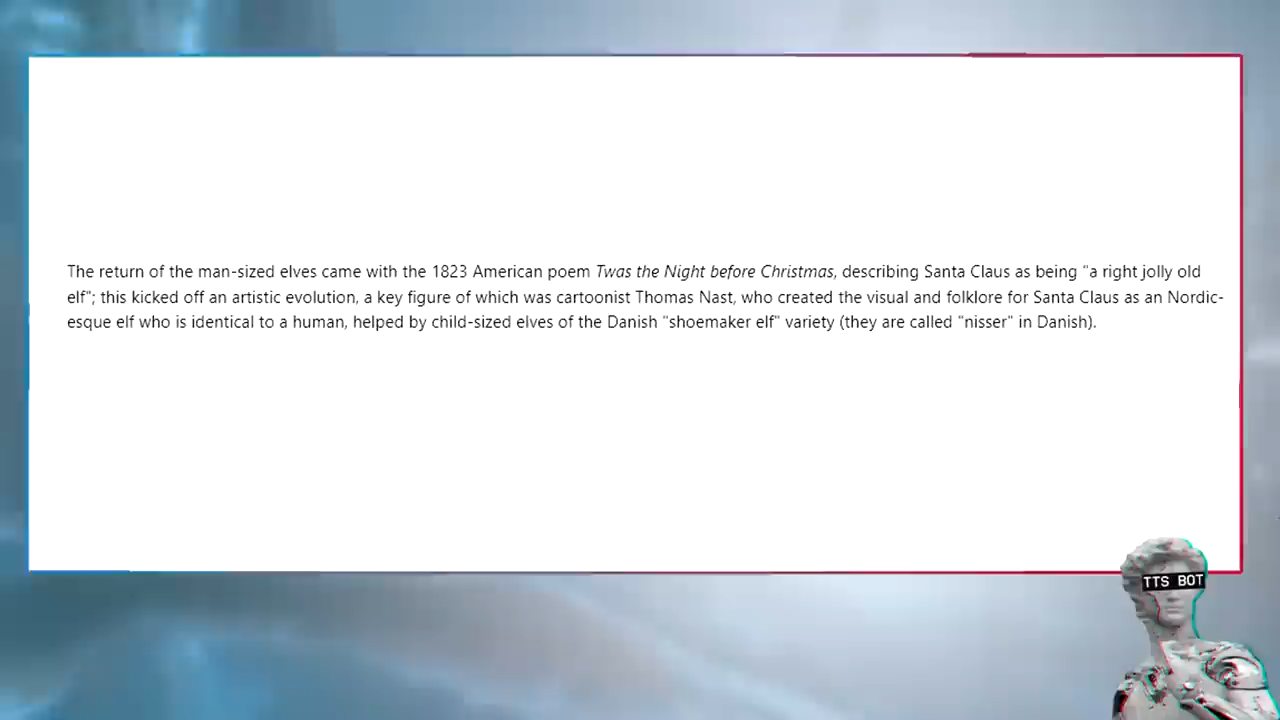 The return of the man-sized elves came with the 1823 American poem Twas the Night before Christmas, describing Santa Claus as being "a right jolly old
elf"; this kicked off an artistic evolution, a key figure of which was cartoonist Thomas Nast, who created the visual and folklore for Santa Claus as an Nordic-
esque elf who is identical to a human, helped by child-sized elves of the Danish "shoemaker elf" variety (they are called "nisser" in Danish).
TTS BOT